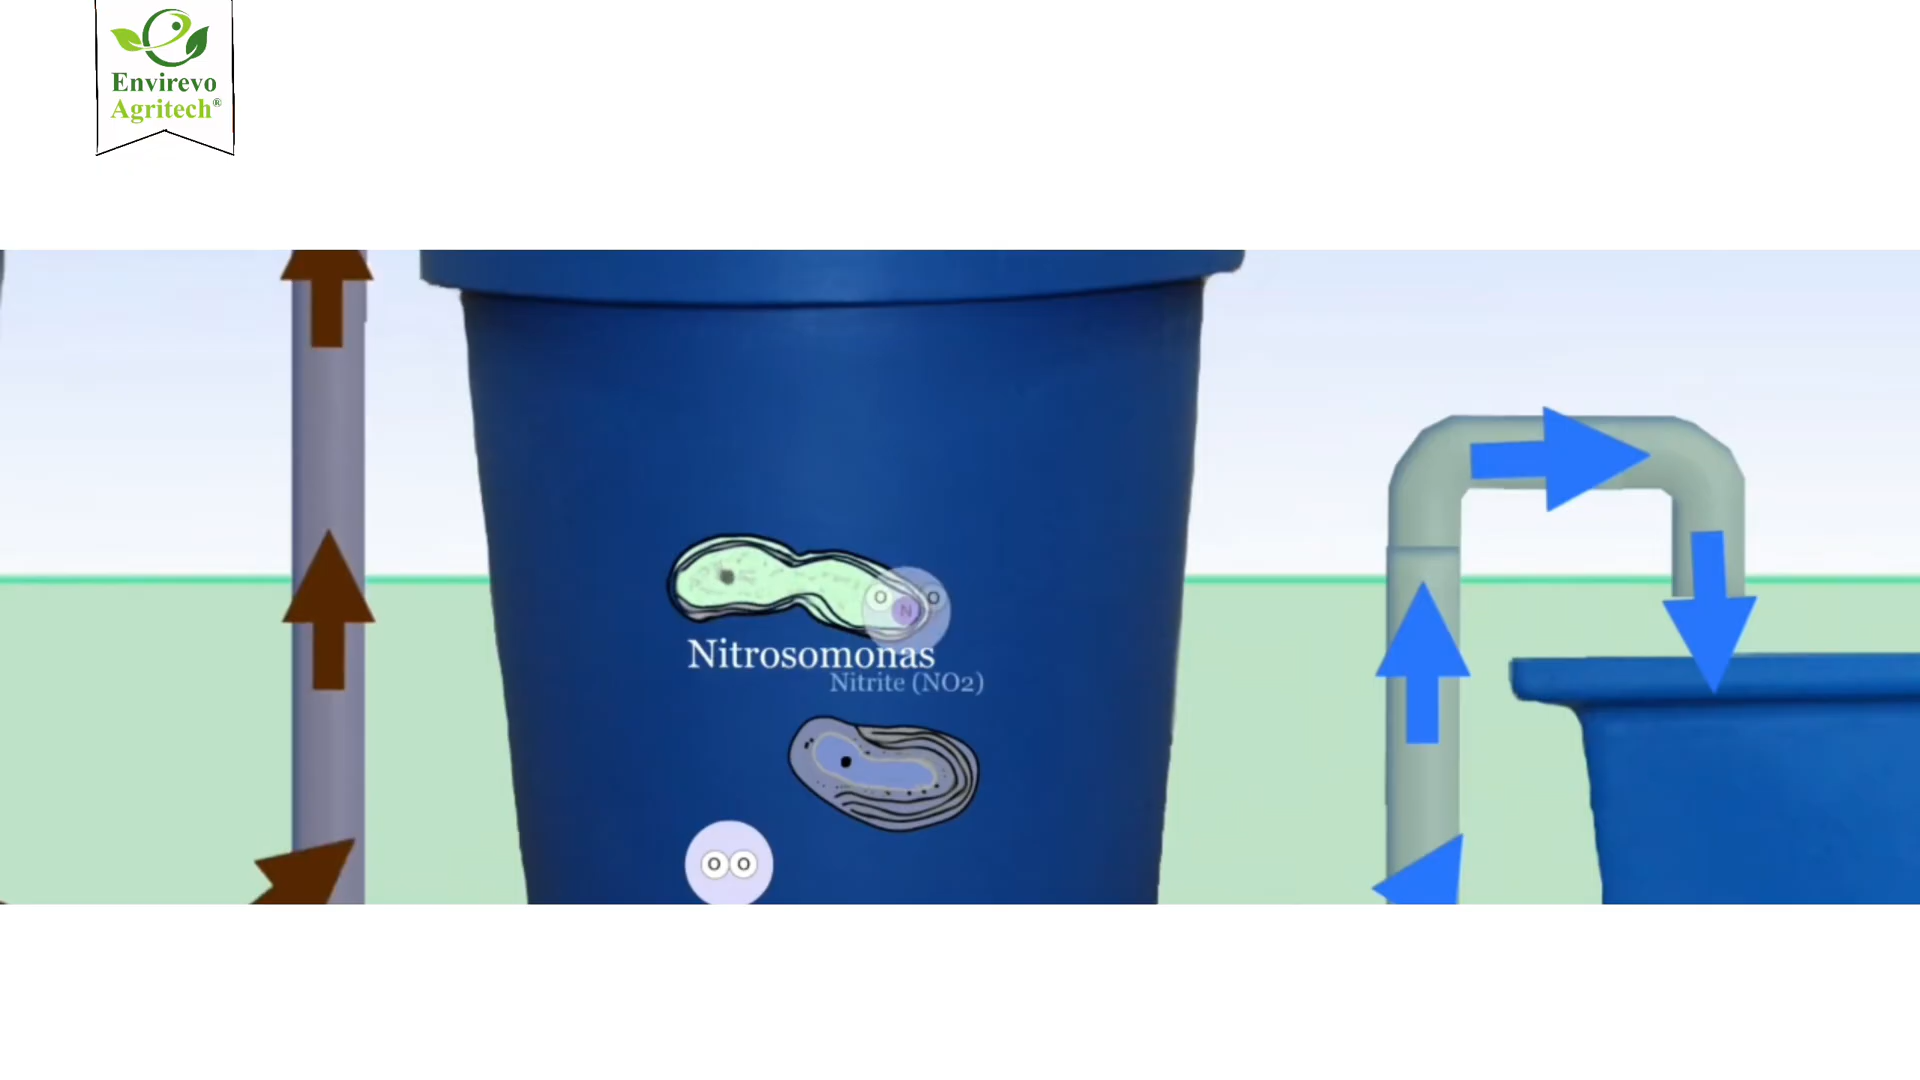 Envirevo
Agritech®
O N O
Nitrosomonas
Nitrite (NO2)
O O